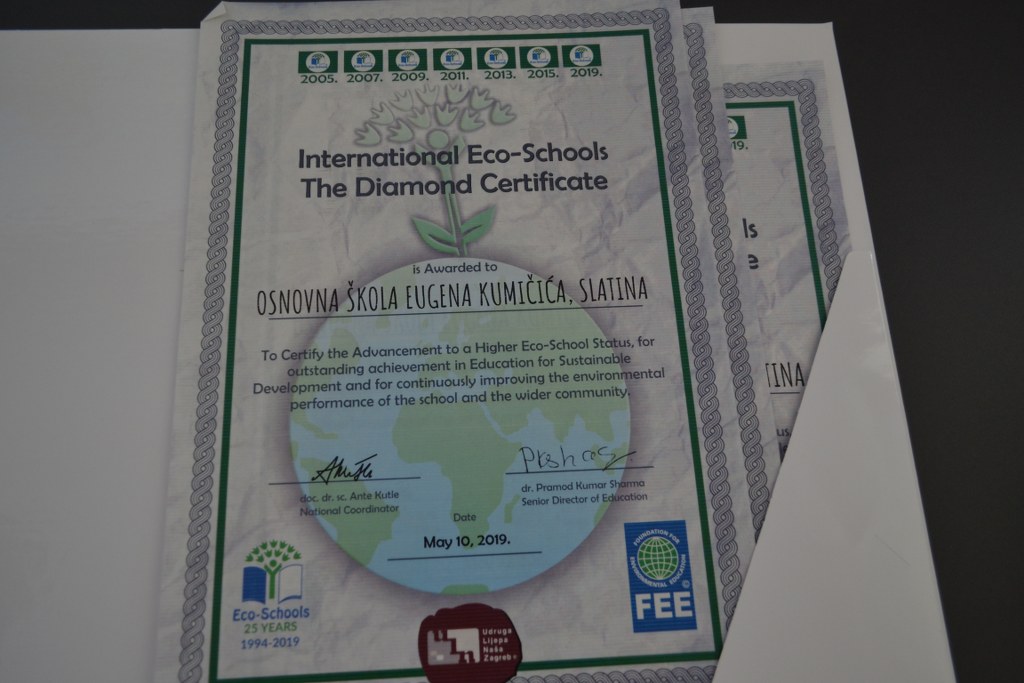 2005. 2007. 2009. 2011. 2013. 2015. 2019.
International Eco-Schools
The Diamond Certificate
is Awarded to
OSNOVNA ŠKOLA EUGENA KUMIČIĆA, SLATINA
To Certify the Advancement to a Higher Eco-School Status, for
outstanding achievement in Education for Sustainable
Development and for continuously improving the environmental
performance of the school and the wider community.
doc. dr. sc. Ante Kutle
National Coordinator
dr. Pramod Kumar Sharma
Senior Director of Education
Date
May 10, 2019.
Eco-Schools
25 YEARS
1994-2019
FOUNDATION FOR
ENVIRONMENTAL EDUCATION
©
FEE
Udruga
Lijepa
Naša
Zagreb
19.
ls
e
TINA
us,